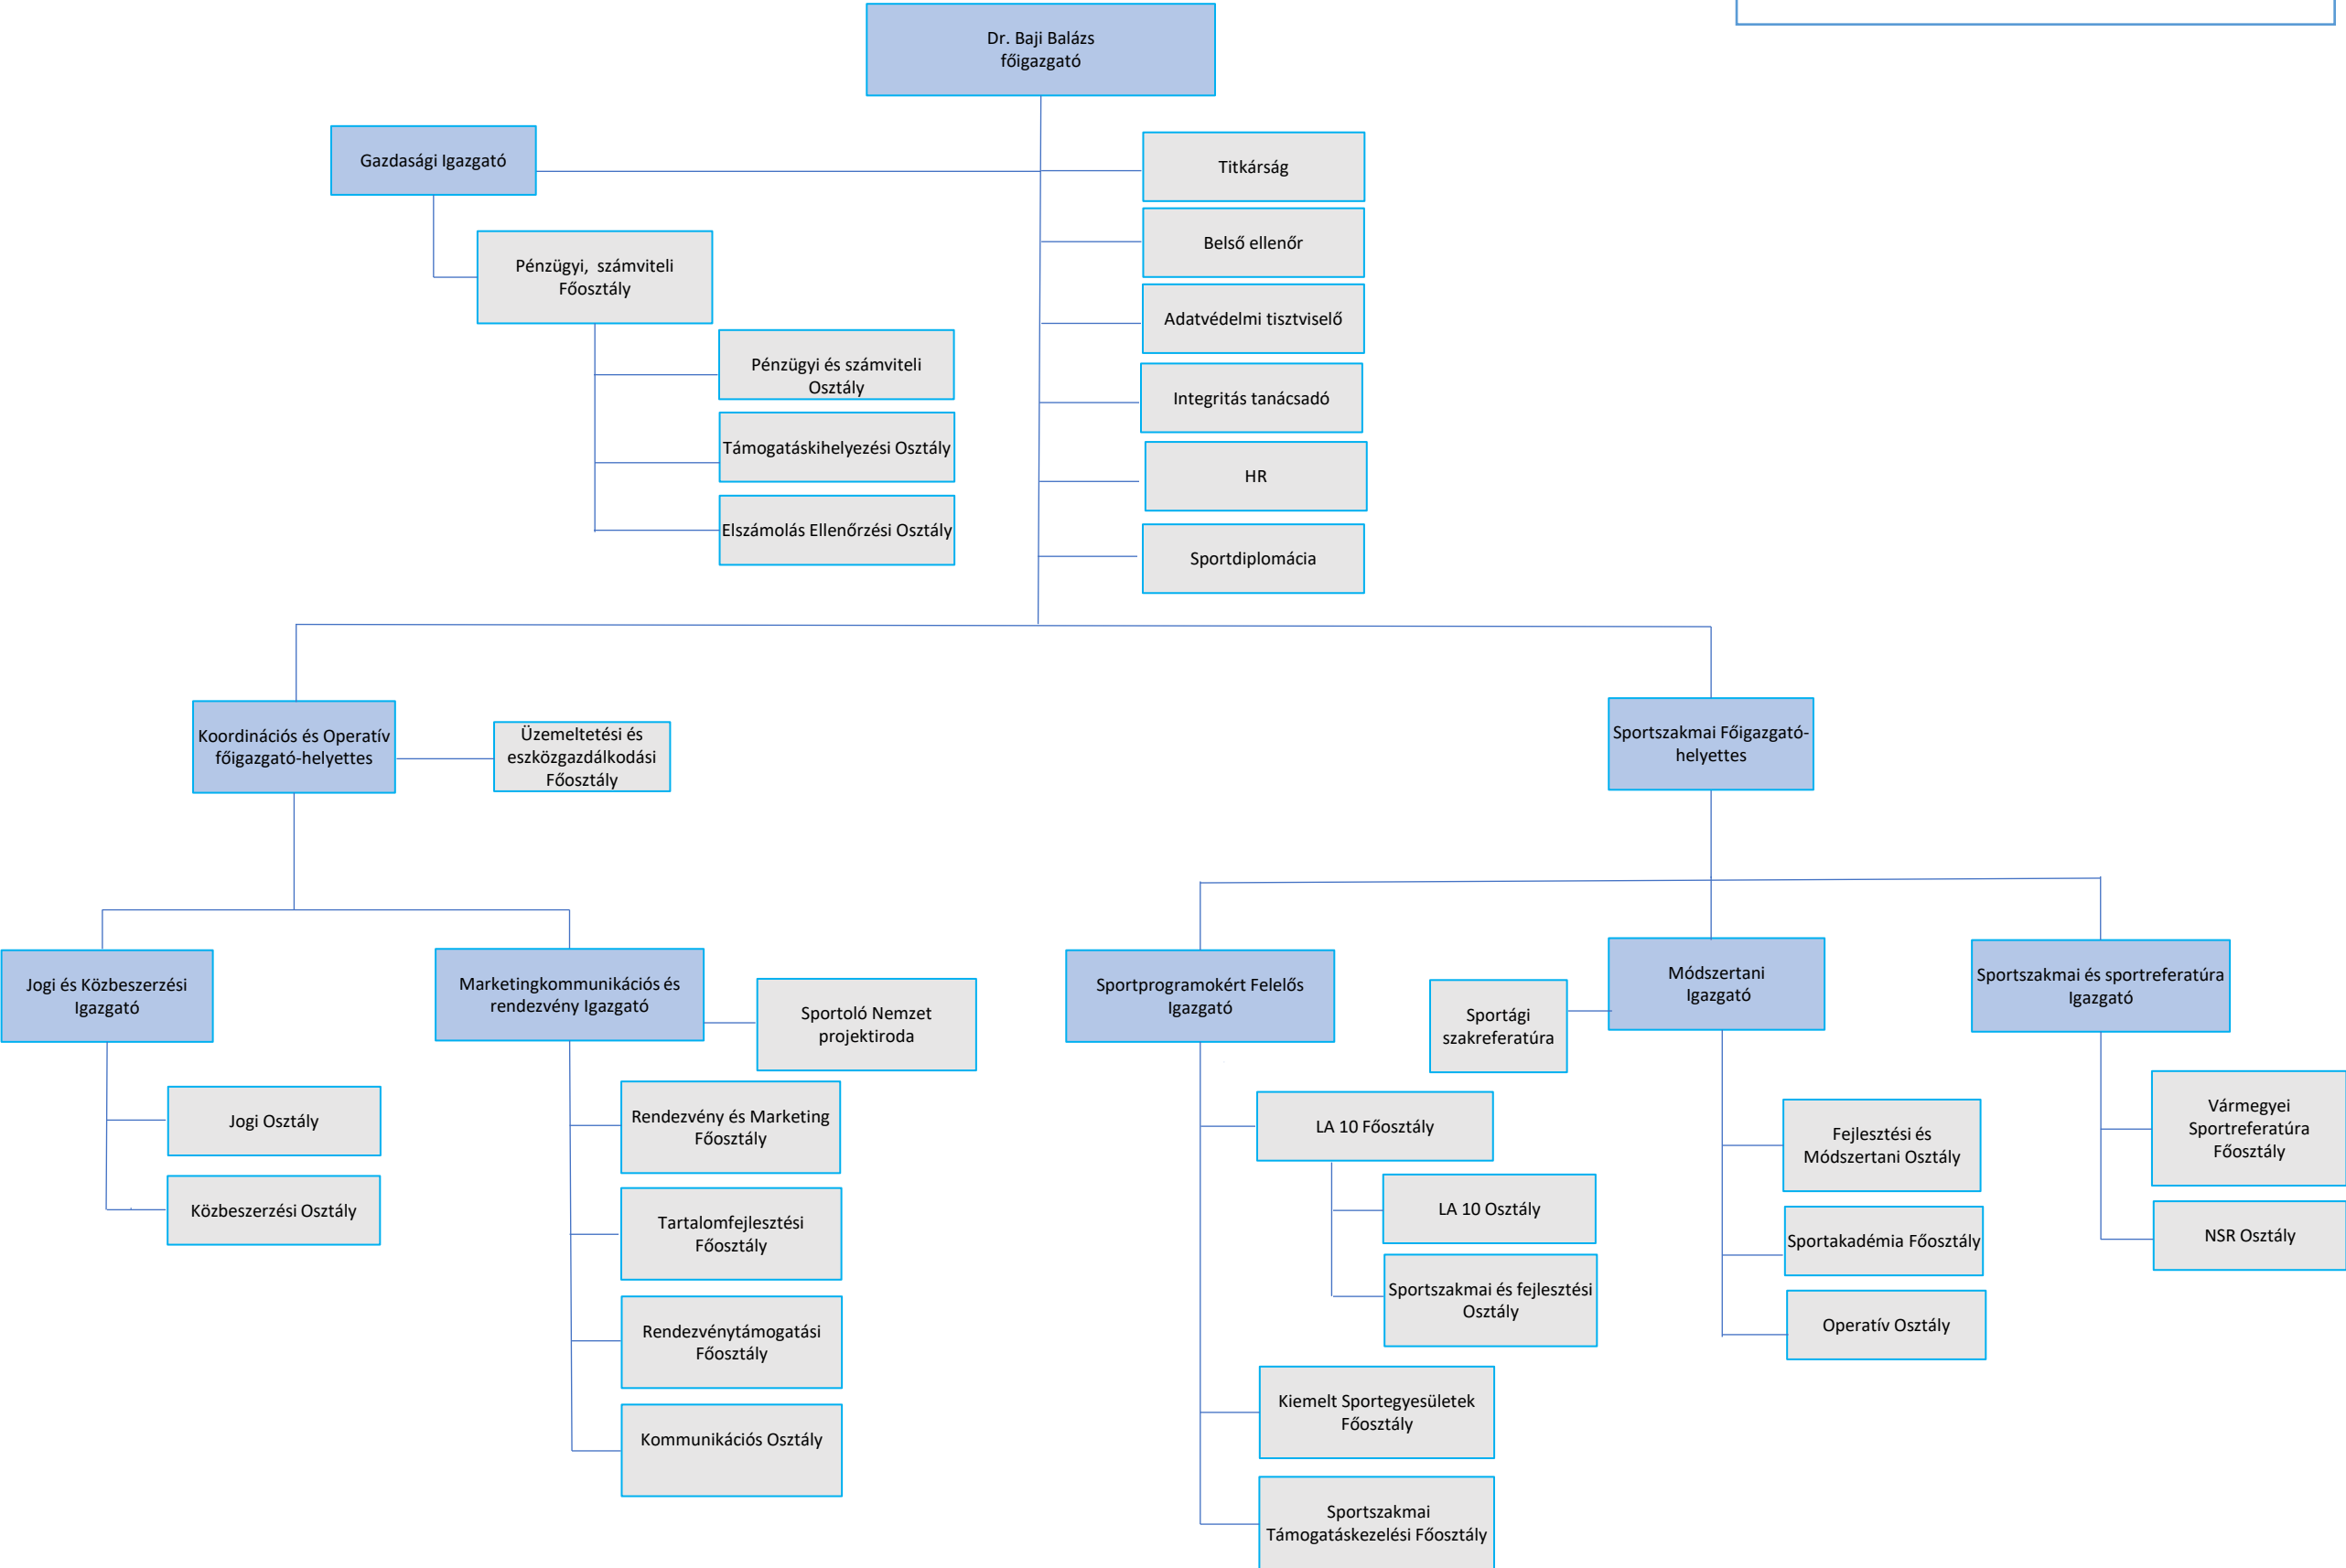 Dr. Baji Balázs
főigazgató
Gazdasági Igazgató
Titkárság
Belső ellenőr
Pénzügyi, számviteli
Főosztály
Adatvédelmi tisztviselő
Pénzügyi és számviteli
Osztály
Integritás tanácsadó
Támogatáskihelyezési Osztály
HR
Elszámolás Ellenőrzési Osztály
Sportdiplomácia
Koordinációs és Operatív
főigazgató-helyettes
Üzemeltetési és
eszközgazdálkodási
Főosztály
Sportszakmai Főigazgató-
helyettes
Jogi és Közbeszerzési
Igazgató
Marketingkommunikációs és
rendezvény Igazgató
Sportoló Nemzet
projektiroda
Sportprogramokért Felelős
Igazgató
Sportági
szakreferatúra
Módszertani
Igazgató
Sportszakmai és sportreferatúra
Igazgató
Jogi Osztály
Közbeszerzési Osztály
Rendezvény és Marketing
Főosztály
Tartalomfejlesztési
Főosztály
Rendezvénytámogatási
Főosztály
Kommunikációs Osztály
LA 10 Főosztály
LA 10 Osztály
Sportszakmai és fejlesztési
Osztály
Kiemelt Sportegyesületek
Főosztály
Sportszakmai
Támogatáskezelési Főosztály
Fejlesztési és
Módszertani Osztály
Sportakadémia Főosztály
Operatív Osztály
Vármegyei
Sportreferatúra
Főosztály
NSR Osztály